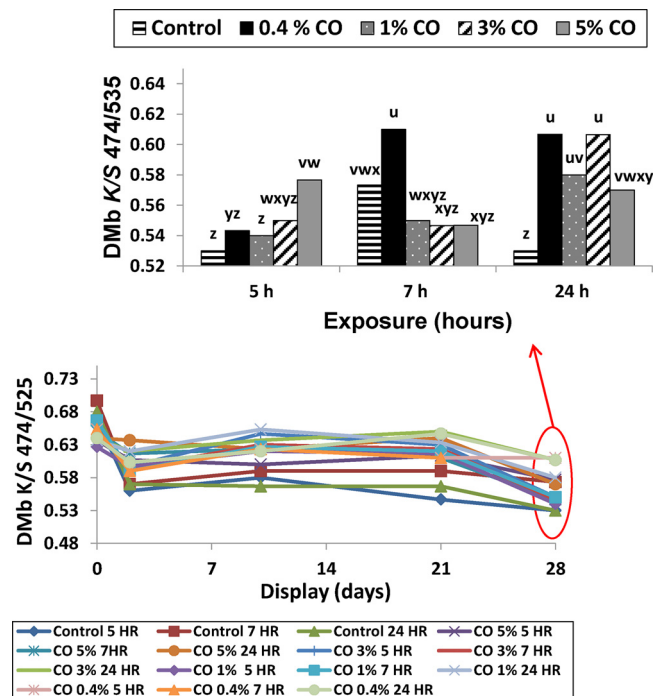 Control 0.4 % CO 1% CO 3% CO 5% CO
DMb K/S 474/535
0.64
0.62
0.60
0.58
0.56
0.54
0.52
z yz z wxyz vw
vwx u wxyz xyz xyz
z u uv u vwxy
5 h 7 h 24 h
Exposure (hours)
DMb K/S 474/525
0.73
0.68
0.63
0.58
0.53
0.48
0 7 14 21 28
Display (days)
Control 5 HR Control 7 HR Control 24 HR CO 5% 5 HR
CO 5% 7HR CO 5% 24 HR CO 3% 5 HR CO 3% 7 HR
CO 3% 24 HR CO 1% 5 HR CO 1% 7 HR CO 1% 24 HR
CO 0.4% 5 HR CO 0.4% 7 HR CO 0.4% 24 HR